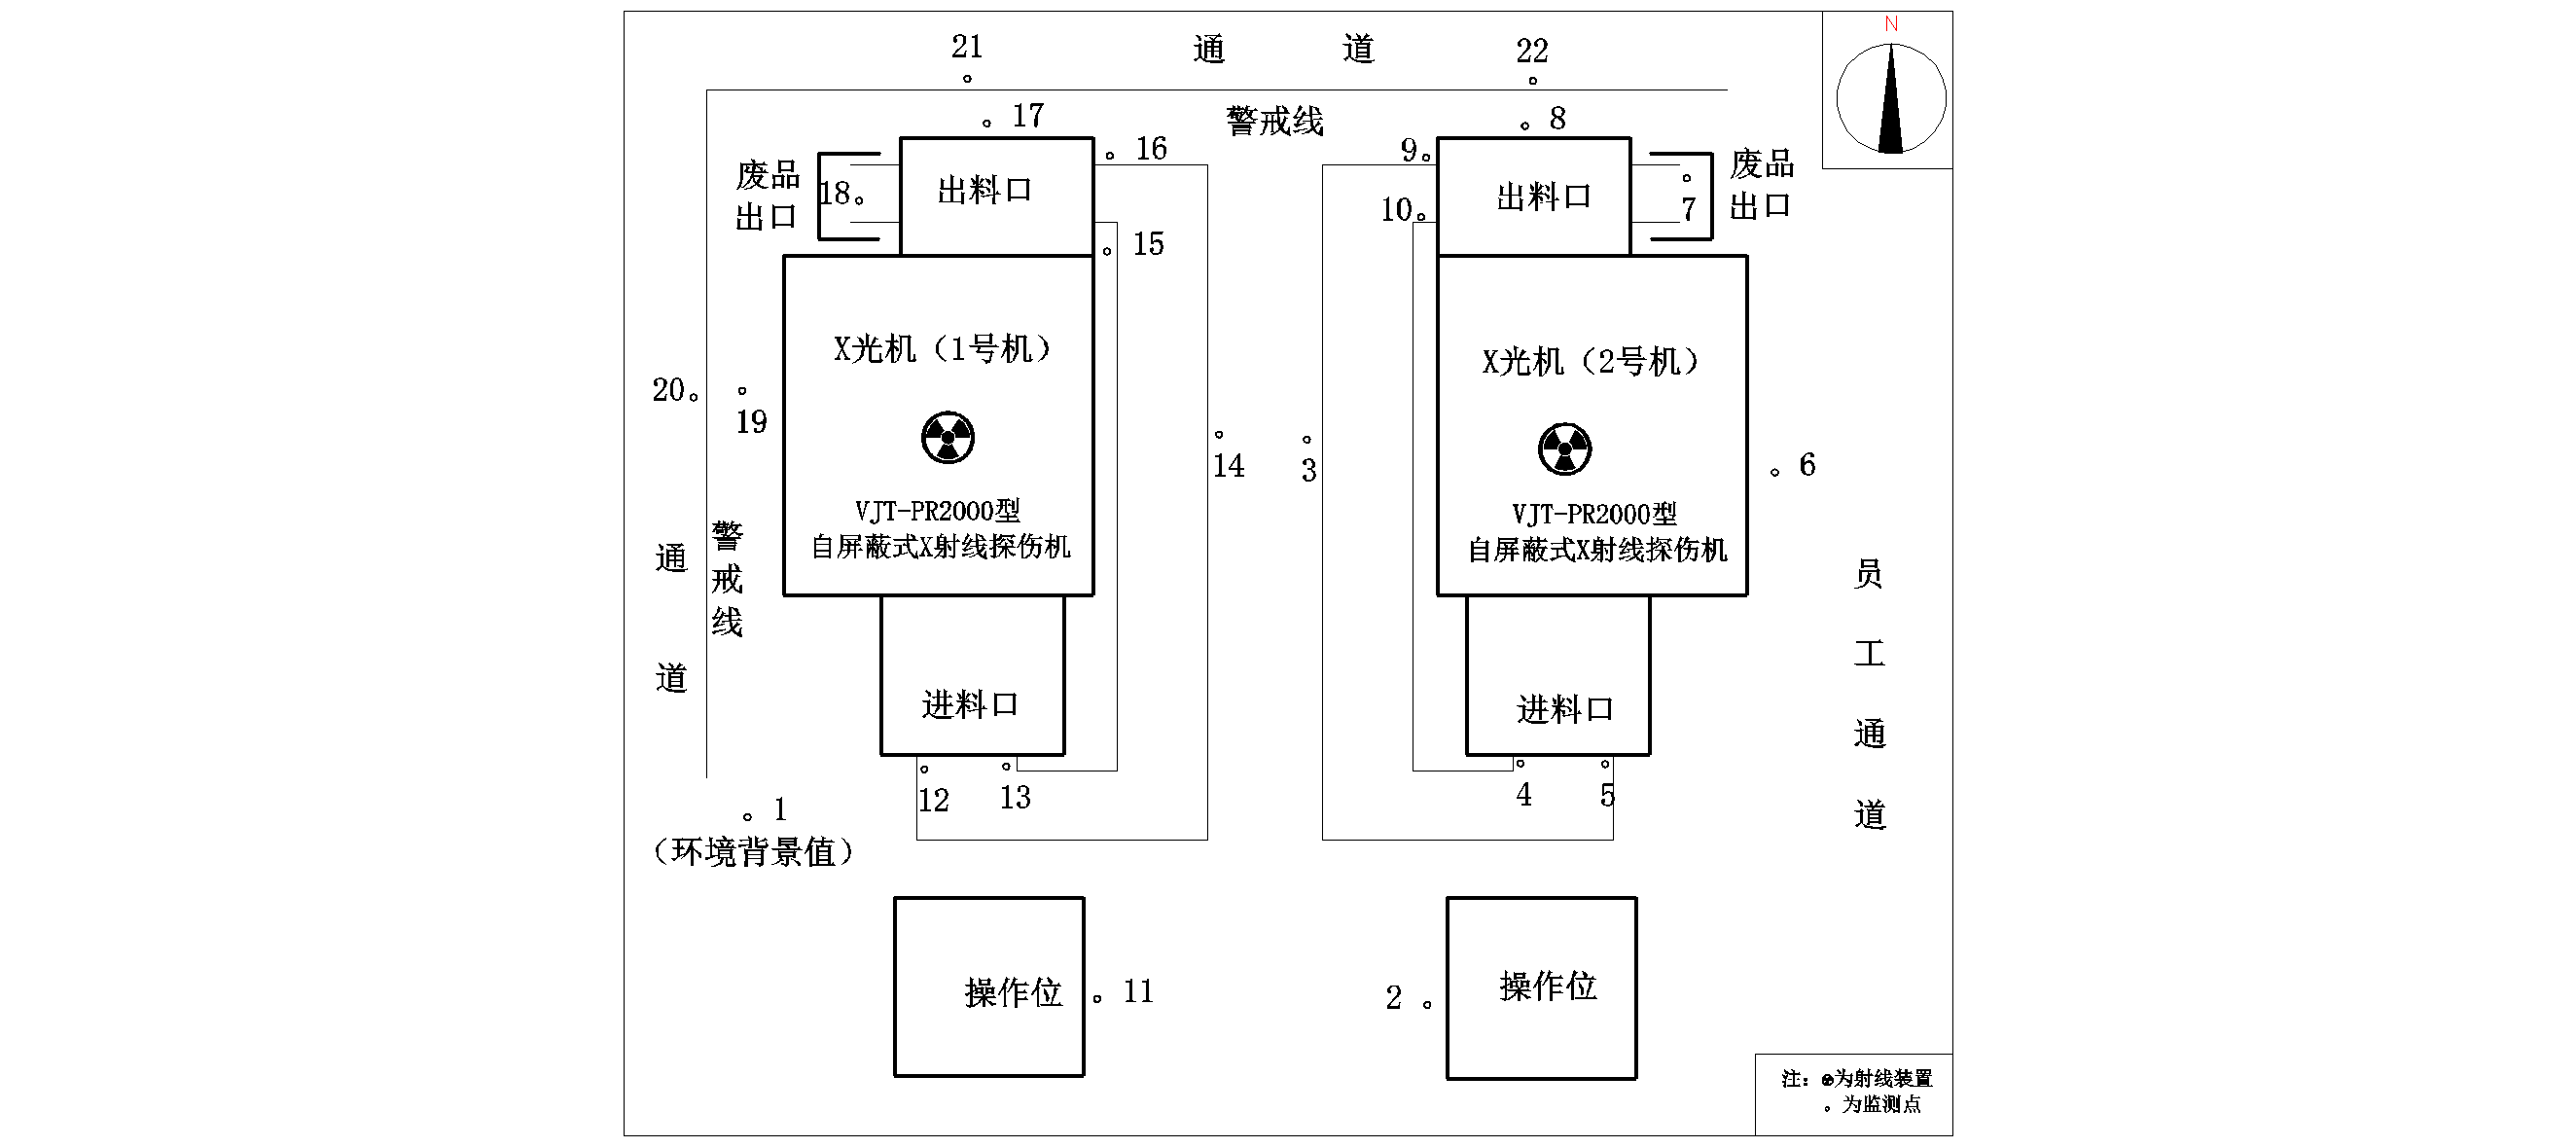 N
21
通 道
22
17
警戒线
8
16
9
废品
出口
18
出料口
15
10
出料口
7
废品
出口
X光机（1号机）
X光机（2号机）
20
19
14
3
6
VJT-PR2000型
自屏蔽式X射线探伤机
VJT-PR2000型
自屏蔽式X射线探伤机
通
道
警
戒
线
员
工
通
道
进料口
进料口
12
13
4
5
1
（环境背景值）
操作位
11
2
操作位
注：为射线装置
为监测点